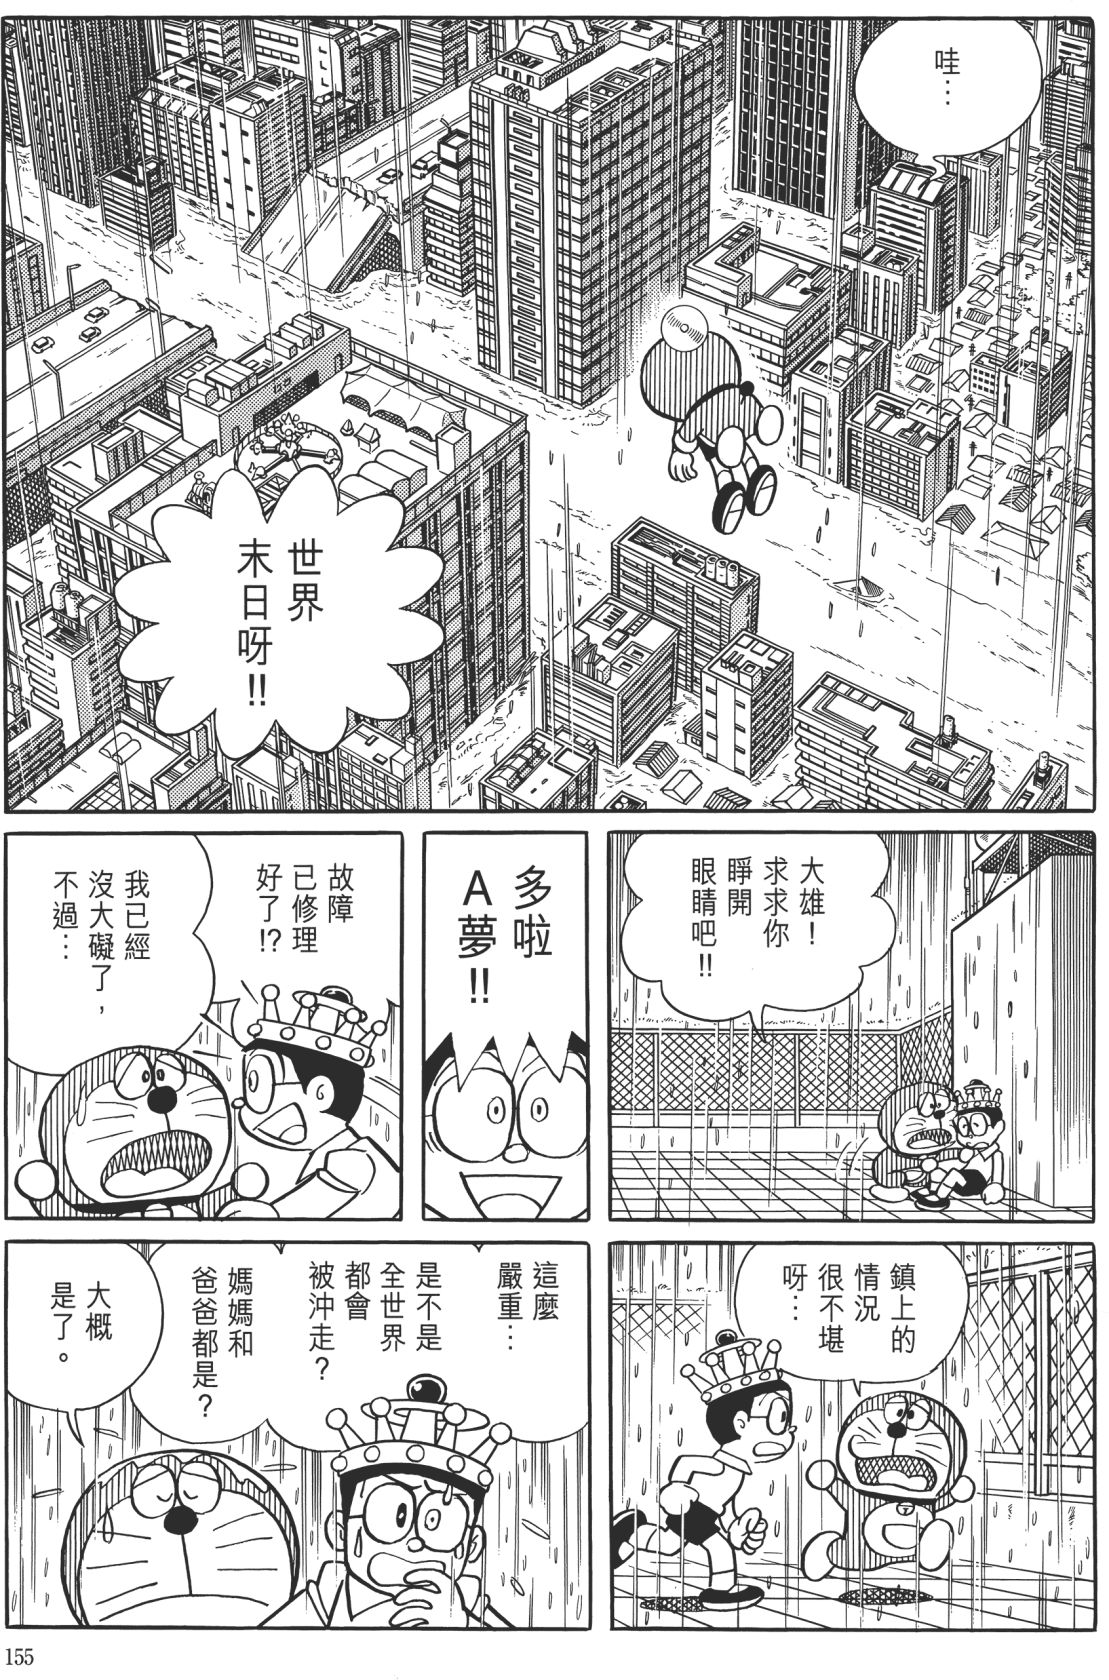 哇…
世界
末日呀!!
大雄！
求求你
睜開
眼睛吧!!
多啦
A夢!!
故障
已修理
好了!?
我已經
沒大礙了，
不過…
鎮上的
情況
很不堪
呀…
這麼
嚴重…
是不是
全世界
都會
被沖走？
媽媽和
爸爸都是？
大概
是了。
155